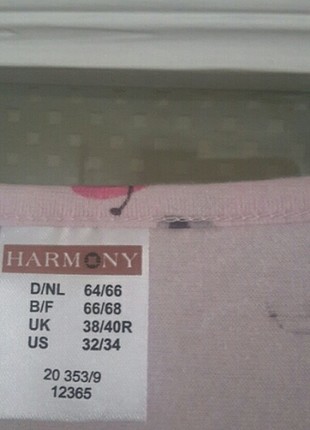 HARMONY
D/NL 64/66
B/F 66/68
UK 38/40R
US 32/34
20 353/9
12365